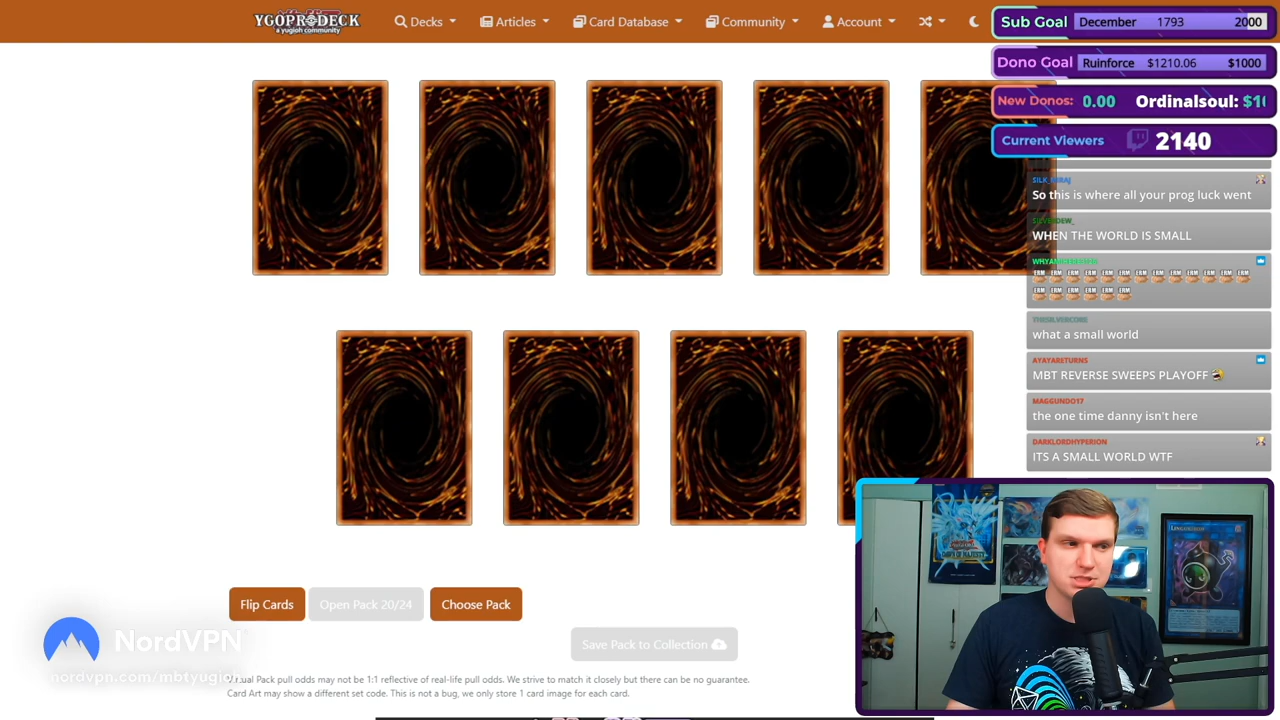 YGOPRODECK
a yugioh community
Decks
Articles
Card Database
Community
Account
Sub Goal December 1793 2000
Dono Goal Ruinforce $1210.06 $1000
New Donos: 0.00 Ordinalsoul: $10
Current Viewers 2140
So this is where all your prog luck went
SILVERDEW_
WHEN THE WORLD IS SMALL
what a small world
AYAYARETURNS
MBT REVERSE SWEEPS PLAYOFF
MAGGUNDO17
the one time danny isn't here
DARKLORDHYPERION
ITS A SMALL WORLD WTF
Flip Cards
Open Pack 20/24
Choose Pack
Save Pack to Collection
NordVPN
nordvpn.com/mbtyugioh
Virtual Pack pull odds may not be 1:1 reflective of real-life pull odds. We strive to match it closely but there can be no guarantee.
Card Art may show a different set code. This is not a bug, we only store 1 card image for each card.